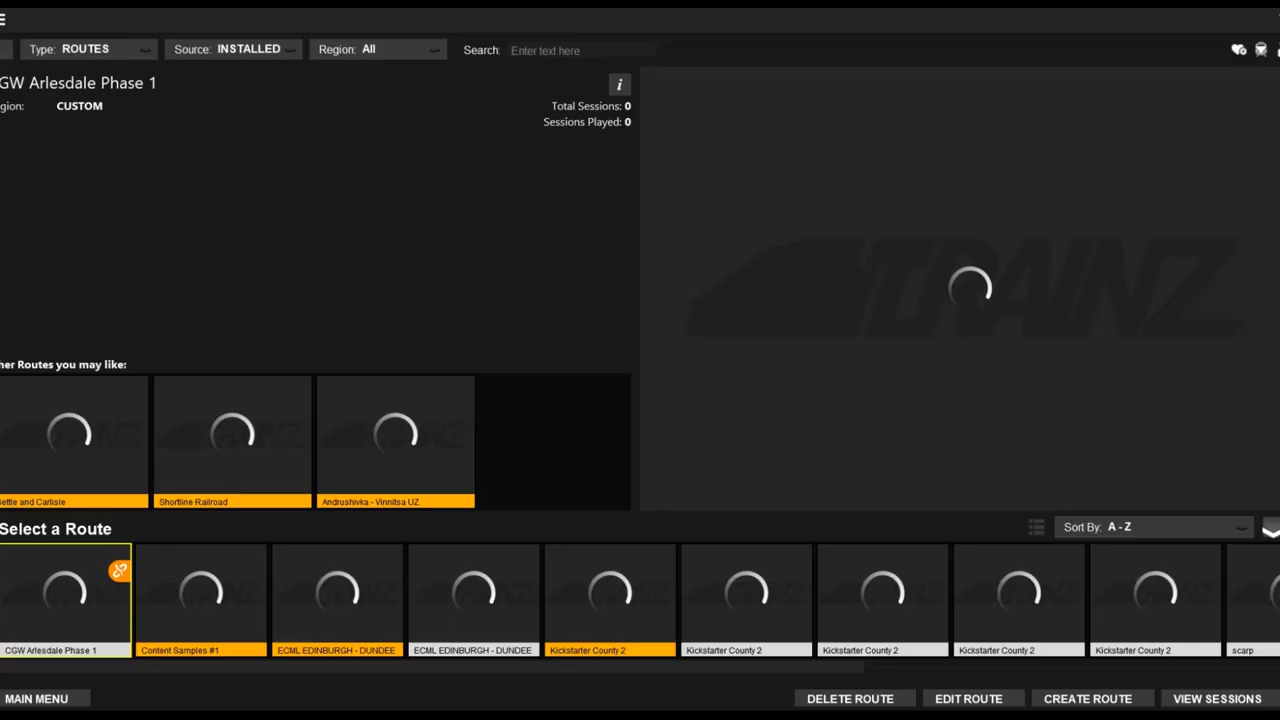 Type: ROUTES Source: INSTALLED Region: All Search: Enter text here
GW Arlesdale Phase 1
i
gion: CUSTOM
Total Sessions: 0
Sessions Played: 0
TRAINZ
her Routes you may like:
ettle and Carlisle
Shortline Railroad
Andrushivka - Vinnitsa UZ
Select a Route
Sort By: A - Z
CGW Arlesdale Phase 1
Content Samples #1
ECML EDINBURGH - DUNDEE
ECML EDINBURGH - DUNDEE
Kickstarter County 2
Kickstarter County 2
Kickstarter County 2
Kickstarter County 2
Kickstarter County 2
scarp
MAIN MENU
DELETE ROUTE
EDIT ROUTE
CREATE ROUTE
VIEW SESSIONS